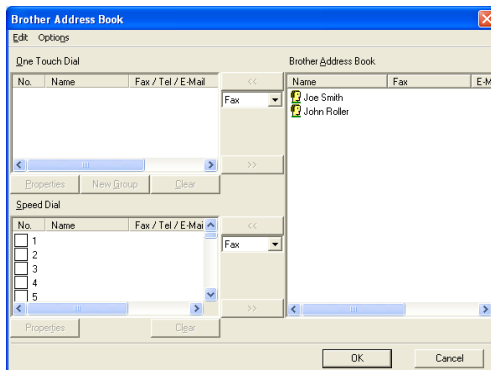 Brother Address Book
Edit Options
One Touch Dial
No. Name Fax / Tel / E-Mail
<<
Fax
>>
Properties New Group Clear
Speed Dial
No. Name Fax / Tel / E-Mai
1
2
3
4
5
<<
Fax
>>
Properties Clear
Brother Address Book
Name Fax E-M
Joe Smith
John Roller
OK Cancel